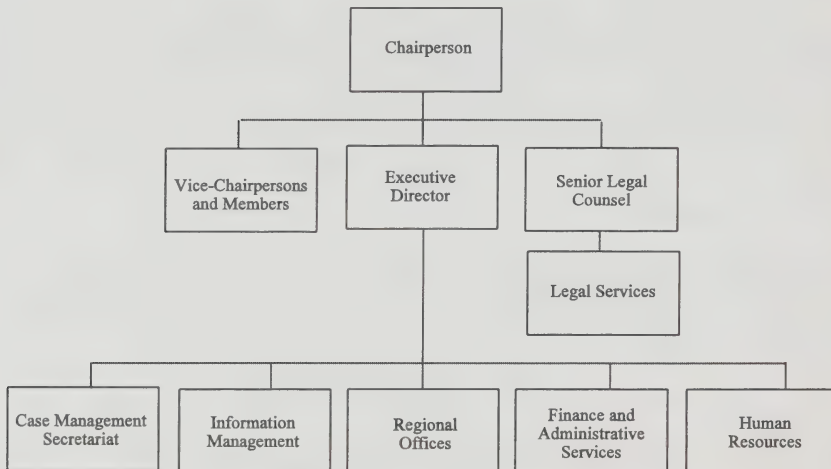 Chairperson
Vice-Chairpersons
and Members
Executive
Director
Senior Legal
Counsel
Legal Services
Case Management
Secretariat
Information
Management
Regional
Offices
Finance and
Administrative
Services
Human
Resources